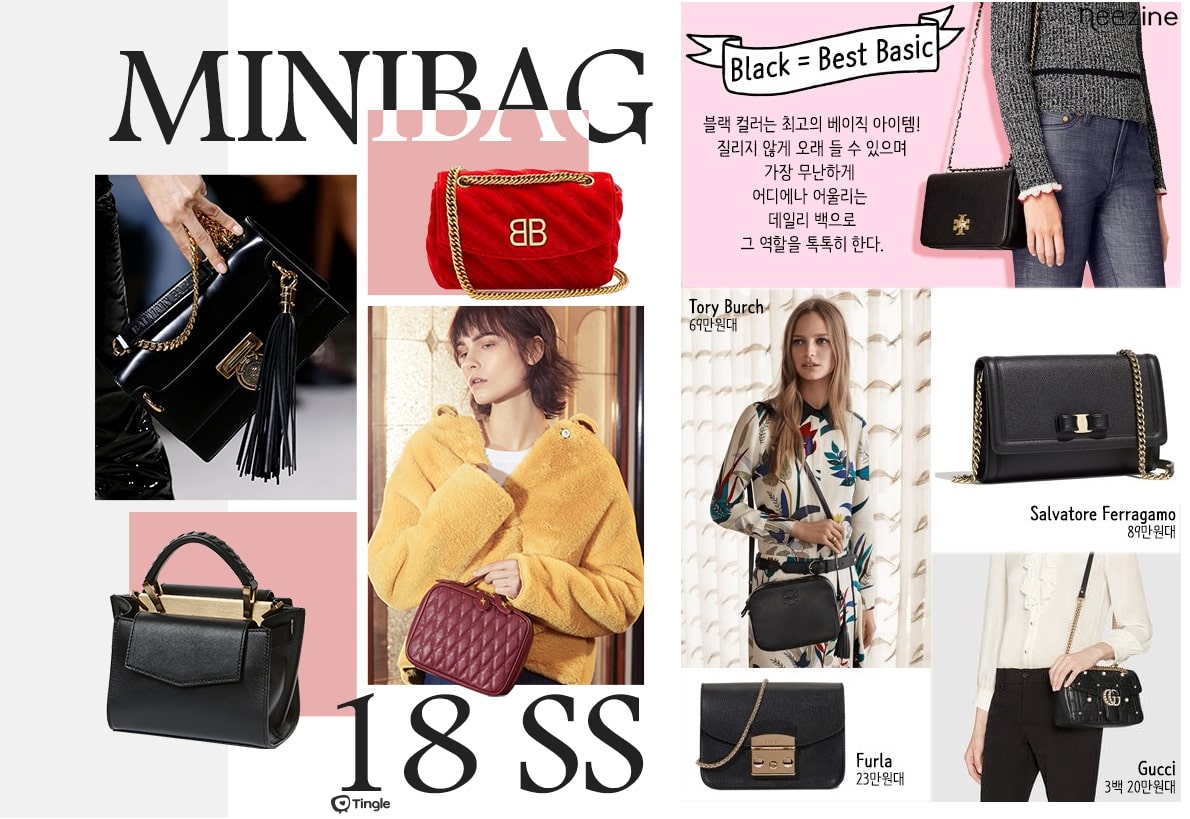 MINIBAG
BB
18 SS
Tingle
neezine
Black = Best Basic
블랙 컬러는 최고의 베이직 아이템!
질리지 않게 오래 들 수 있으며
가장 무난하게
어디에나 어울리는
데일리 백으로
그 역할을 톡톡히 한다.
Tory Burch
69만원대
Salvatore Ferragamo
89만원대
Furla
23만원대
Gucci
3백 20만원대